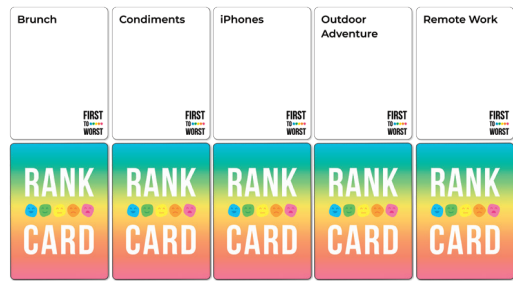 Brunch
FIRST
TO
WORST
Condiments
FIRST
TO
WORST
iPhones
FIRST
TO
WORST
Outdoor
Adventure
FIRST
TO
WORST
Remote Work
FIRST
TO
WORST
RANK
CARD
RANK
CARD
RANK
CARD
RANK
CARD
RANK
CARD